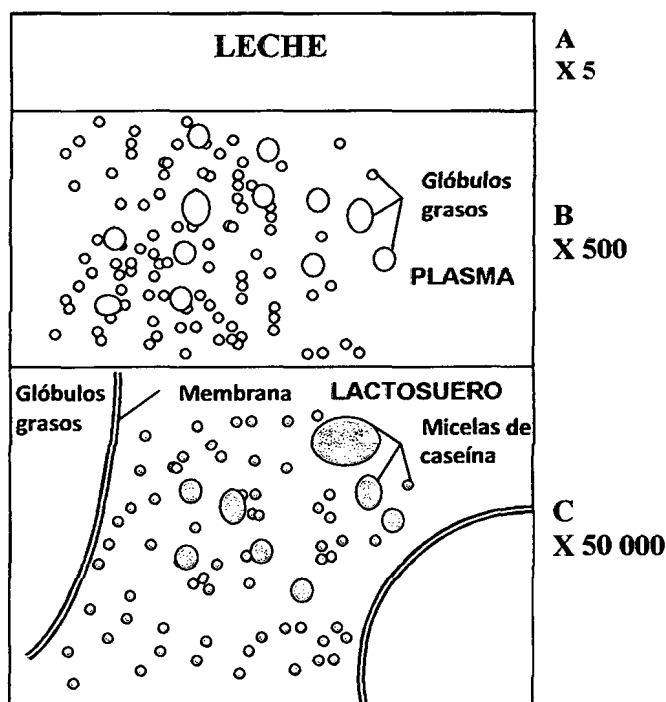 LECHE
A
X 5
Glóbulos
grasos
PLASMA
B
X 500
Glóbulos
grasos
Membrana
LACTOSUERO
Micelas de
caseína
C
X 50 000